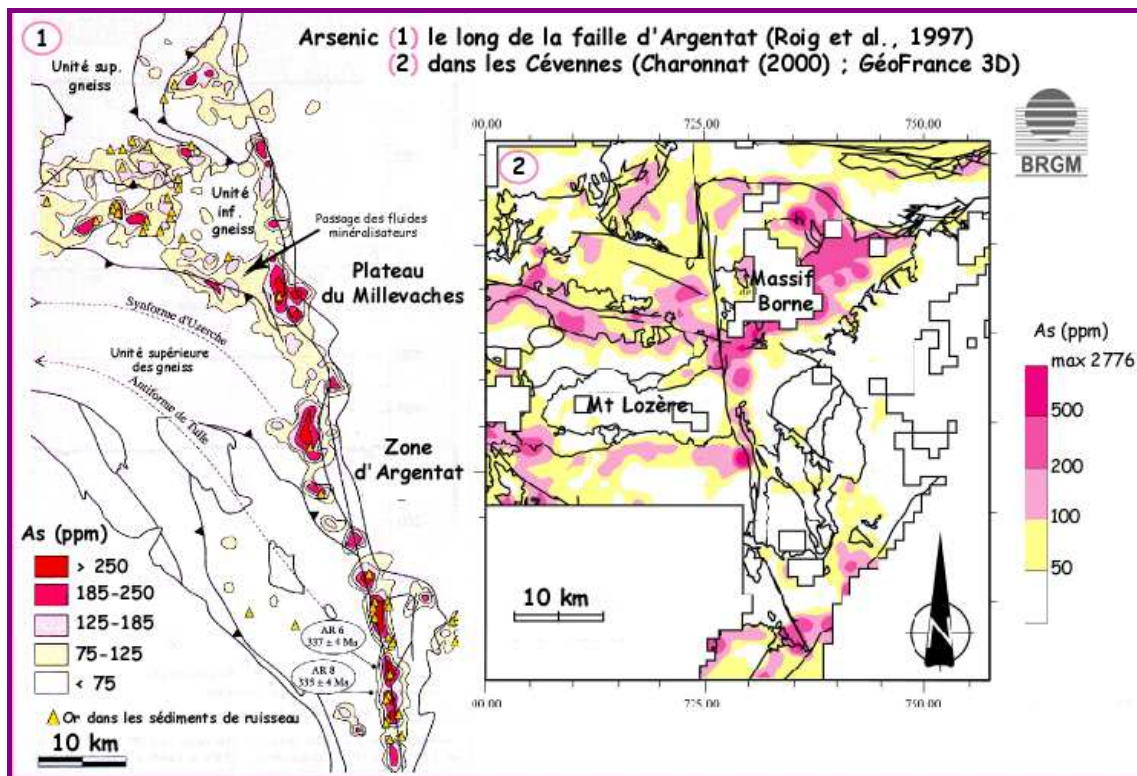 1
Arsenic (1) le long de la faille d'Argentat (Roig et al., 1997)
(2) dans les Cévennes (Charonnat (2000) ; GéoFrance 3D)
Unité sup.
gneiss
Unité
inf.
gneiss
Passage des fluides
minéralisateurs
Plateau
du Millevaches
Synforme d'Uzerche
Unité supérieure
des gneiss
Antiforme de Tulle
Zone
d'Argentat
As (ppm)
> 250
185-250
125-185
75-125
< 75
AR 6
337 ± 4 Ma
AR 8
335 ± 4 Ma
Or dans les sédiments de ruisseau
10 km
00.00
725.00
750.00
2
Massif
Borne
Mt Lozère
10 km
00.00
725.00
750.00
BRGM
As (ppm)
max 2776
500
200
100
50